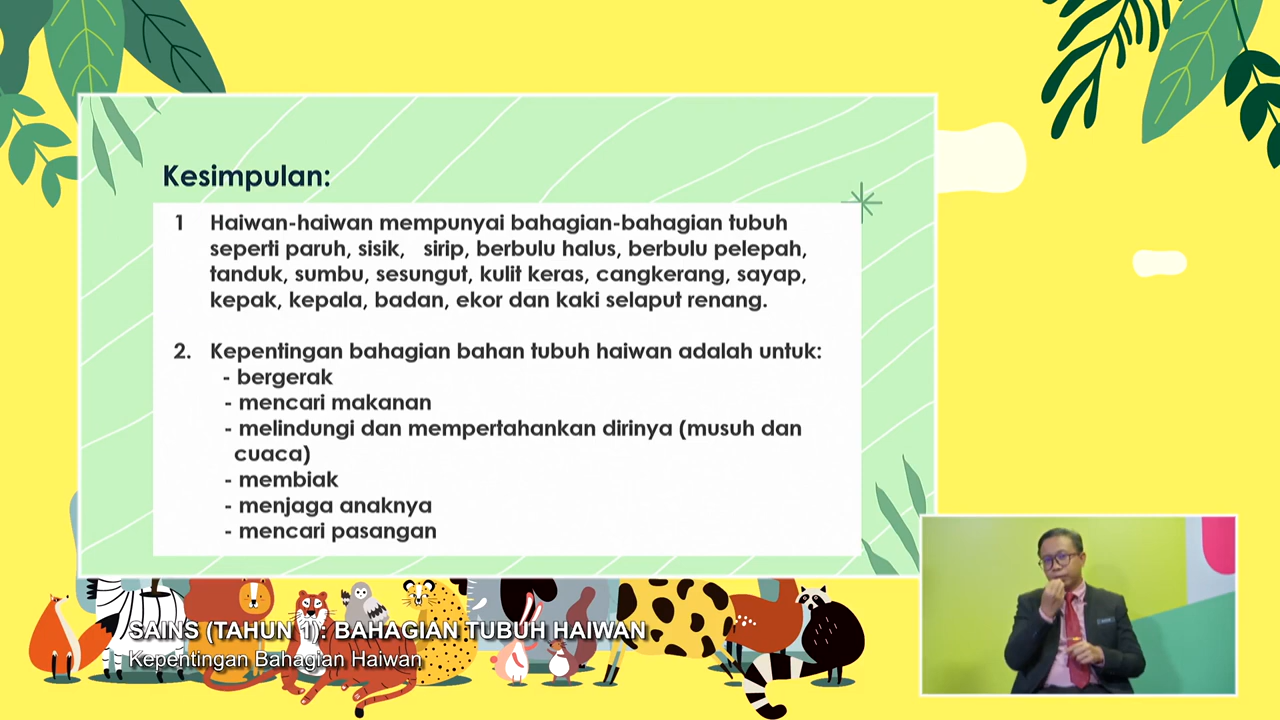 Kesimpulan:
1 Haiwan-haiwan mempunyai bahagian-bahagian tubuh
seperti paruh, sisik, sirip, berbulu halus, berbulu pelepah,
tanduk, sumbu, sesungut, kulit keras, cangkerang, sayap,
kepak, kepala, badan, ekor dan kaki selaput renang.
2. Kepentingan bahagian bahan tubuh haiwan adalah untuk:
- bergerak
- mencari makanan
- melindungi dan mempertahankan dirinya (musuh dan
cuaca)
- membiak
- menjaga anaknya
- mencari pasangan
SAINS (TAHUN 1): BAHAGIAN TUBUH HAIWAN
Kepentingan Bahagian Haiwan